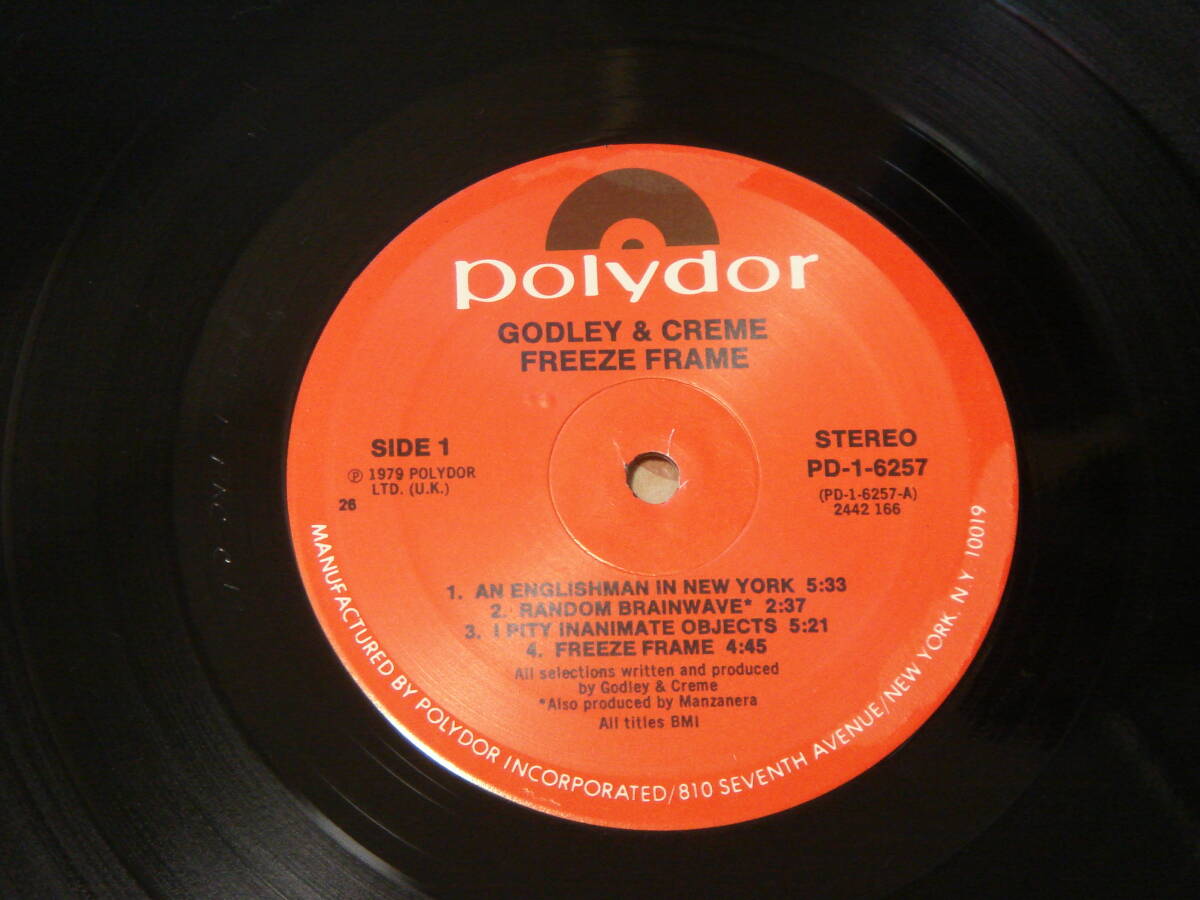 polydor
GODLEY & CREME
FREEZE FRAME
SIDE 1
℗ 1979 POLYDOR
LTD. (U.K.)
26
STEREO
PD-1-6257
(PD-1-6257-A)
2442 166
1. AN ENGLISHMAN IN NEW YORK 5:33
2. RANDOM BRAINWAVE* 2:37
3. I PITY INANIMATE OBJECTS 5:21
4. FREEZE FRAME 4:45
All selections written and produced
by Godley & Creme
*Also produced by Manzanera
All titles BMI
MANUFACTURED BY POLYDOR INCORPORATED/810 SEVENTH AVENUE/NEW YORK, N.Y. 10019